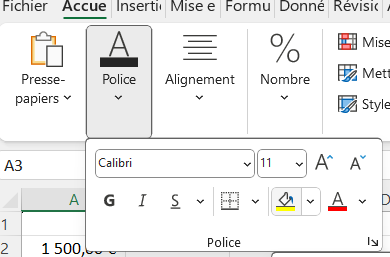 Fichier Accue Insertio Mise e Formu Donné Révisio
Presse-papiers Police Alignement Nombre Mise
Mett
Style
A3
Calibri 11 A A
G I S A
Police
A
1
2 1 500,00 €